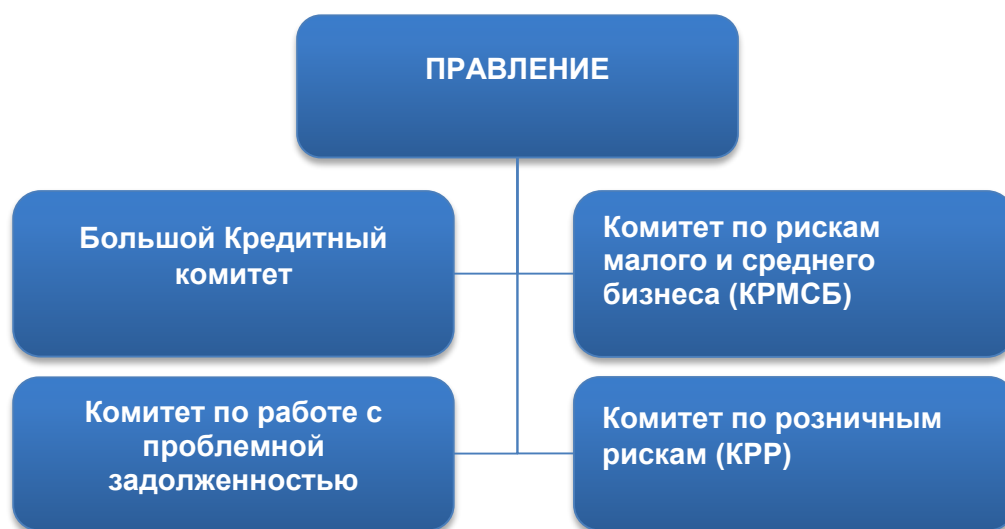 ПРАВЛЕНИЕ
Большой Кредитный
комитет
Комитет по рискам
малого и среднего
бизнеса (КРМСБ)
Комитет по работе с
проблемной
задолженностью
Комитет по розничным
рискам (КРР)